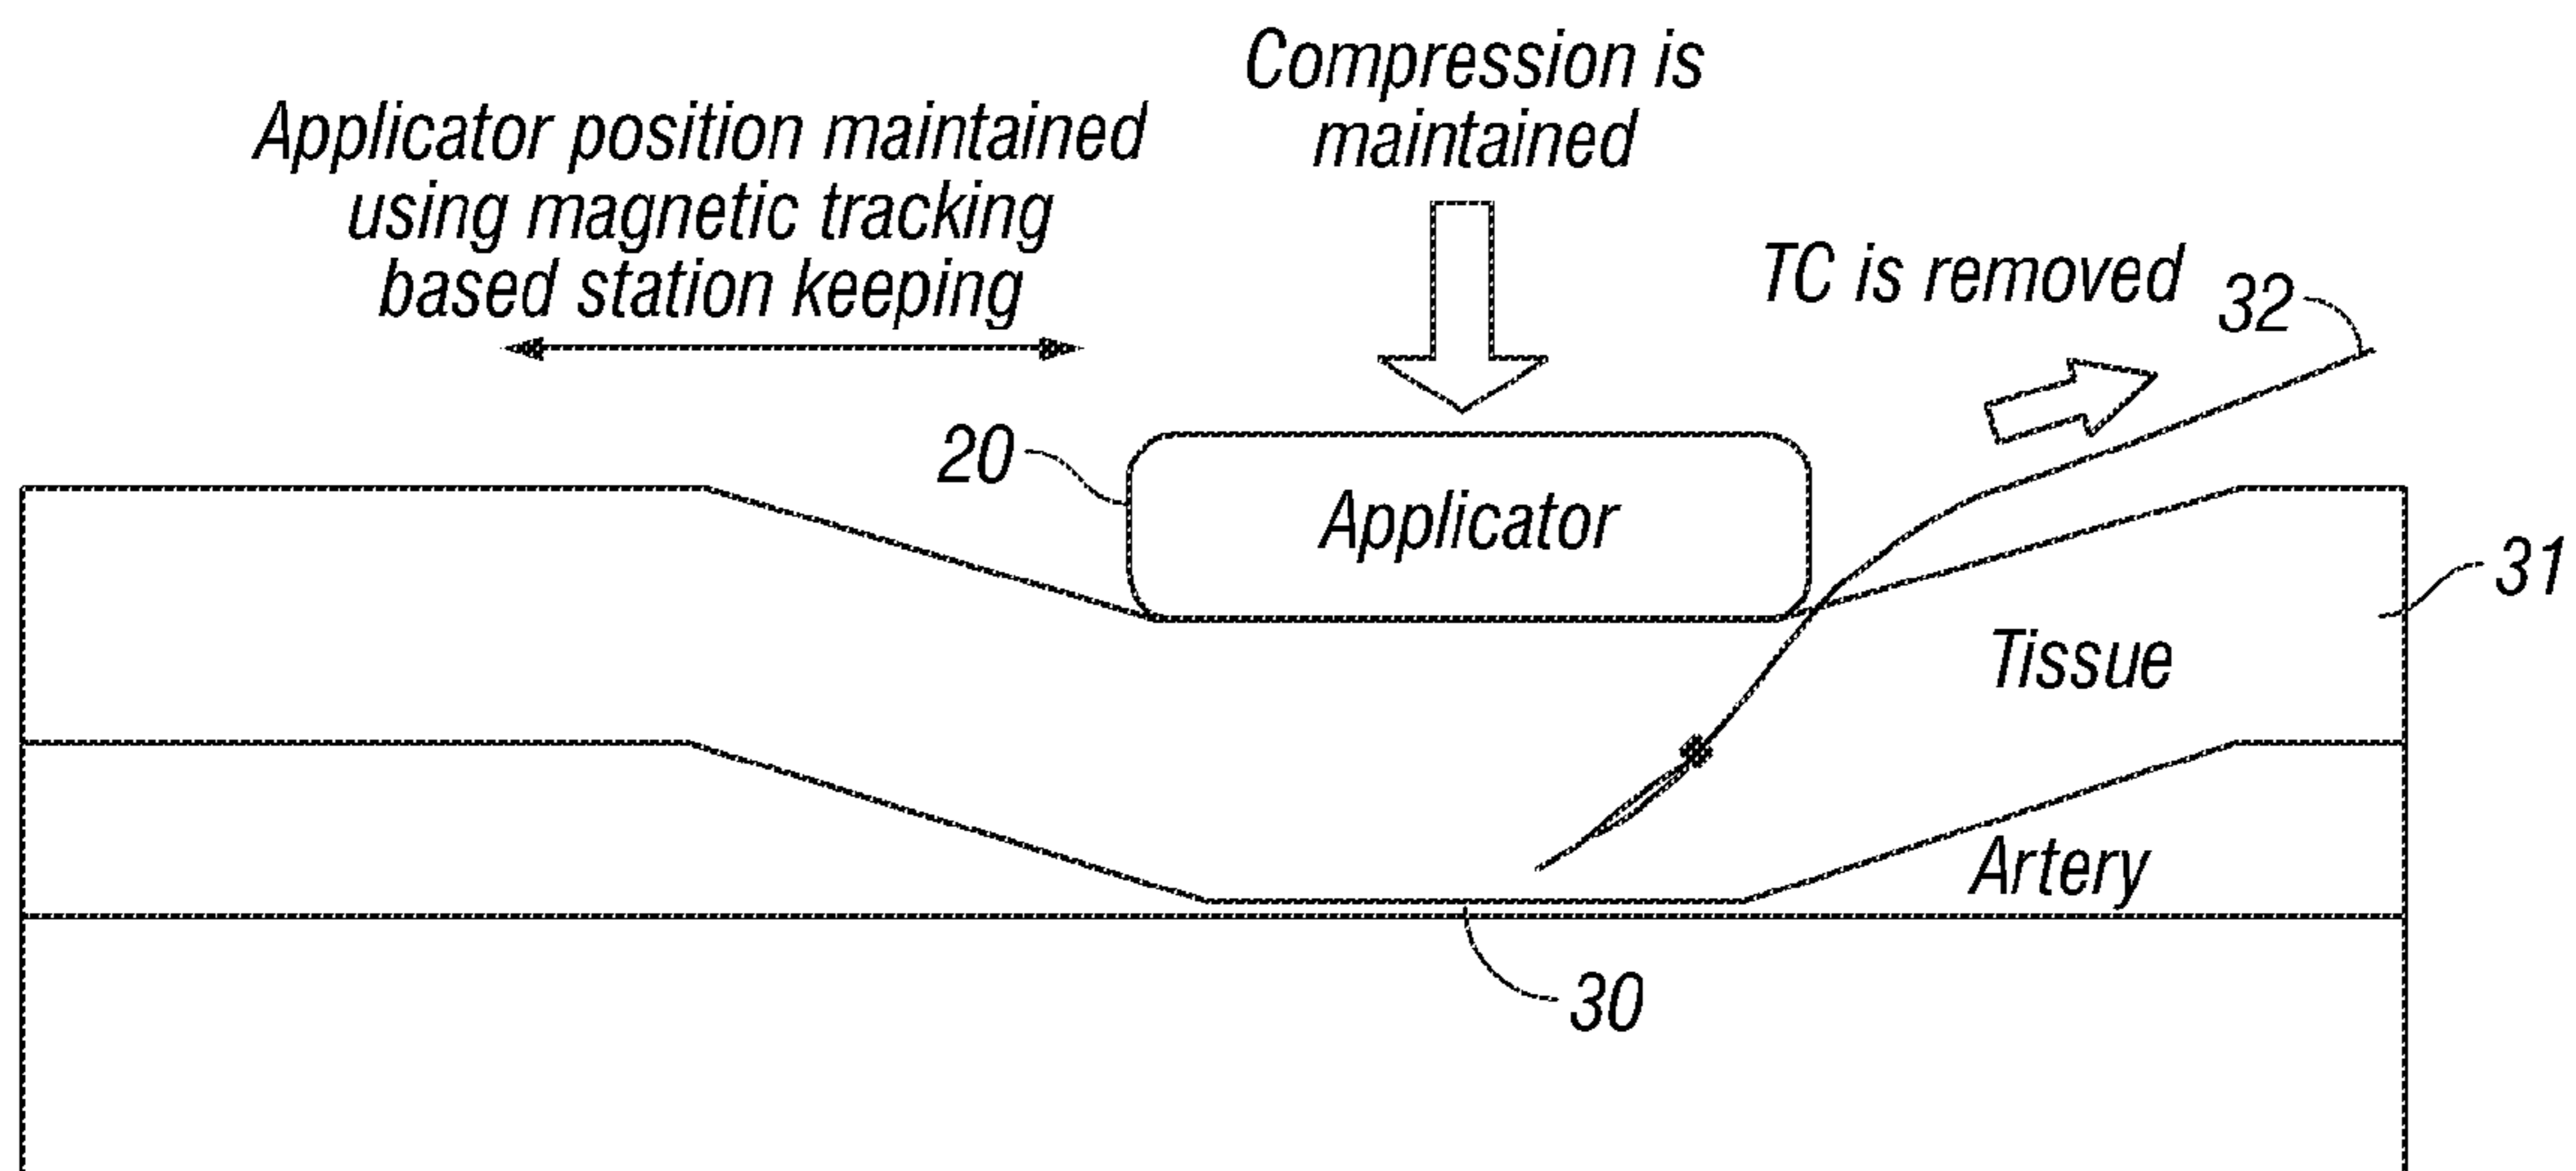 Compression is
maintained
Applicator position maintained
using magnetic tracking
based station keeping
TC is removed
32
20
Applicator
31
Tissue
Artery
30